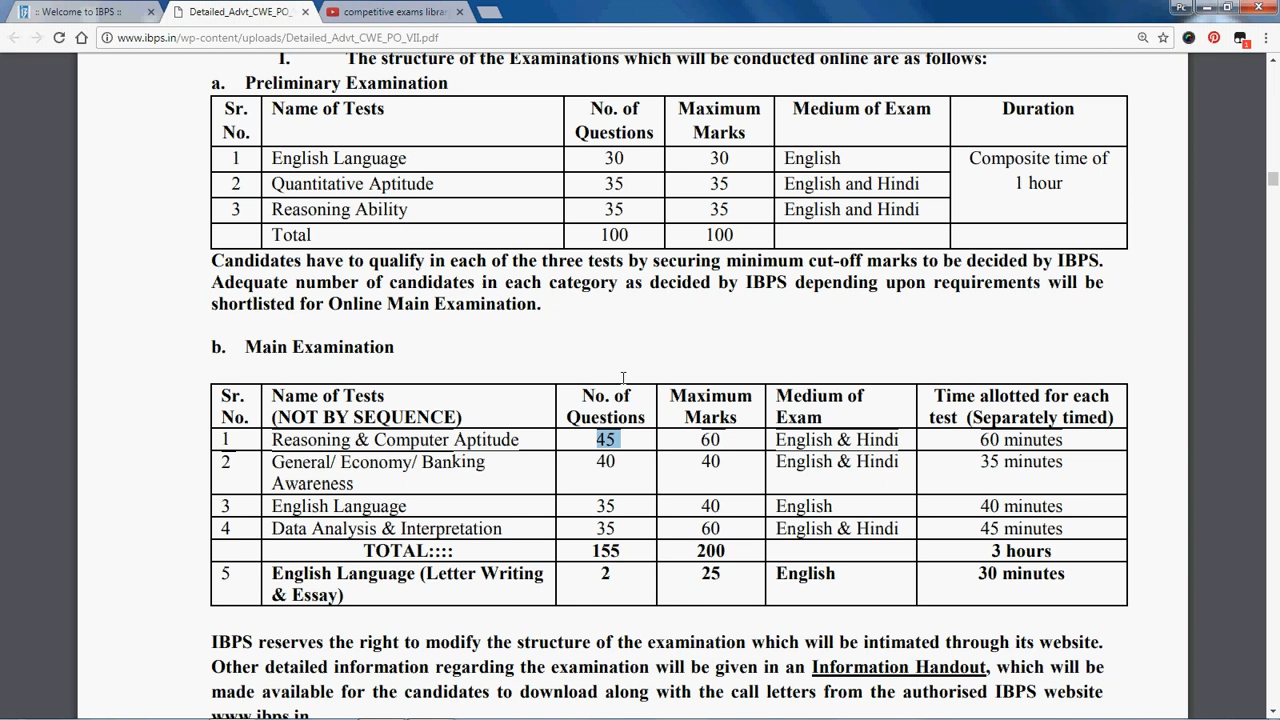 :: Welcome to IBPS ::
Detailed_Advt_CWE_PO_
competitive exams librar
Pc
www.ibps.in/wp-content/uploads/Detailed_Advt_CWE_PO_VII.pdf
1
I. The structure of the Examinations which will be conducted online are as follows:
a. Preliminary Examination
Sr. No. Name of Tests No. of Questions Maximum Marks Medium of Exam Duration
1 English Language 30 30 English Composite time of 1 hour
2 Quantitative Aptitude 35 35 English and Hindi
3 Reasoning Ability 35 35 English and Hindi
Total 100 100
Candidates have to qualify in each of the three tests by securing minimum cut-off marks to be decided by IBPS.
Adequate number of candidates in each category as decided by IBPS depending upon requirements will be
shortlisted for Online Main Examination.
b. Main Examination
Sr. No. Name of Tests (NOT BY SEQUENCE) No. of Questions Maximum Marks Medium of Exam Time allotted for each test (Separately timed)
1 Reasoning & Computer Aptitude 45 60 English & Hindi 60 minutes
2 General/ Economy/ Banking Awareness 40 40 English & Hindi 35 minutes
3 English Language 35 40 English 40 minutes
4 Data Analysis & Interpretation 35 60 English & Hindi 45 minutes
TOTAL:::: 155 200 3 hours
5 English Language (Letter Writing & Essay) 2 25 English 30 minutes
IBPS reserves the right to modify the structure of the examination which will be intimated through its website.
Other detailed information regarding the examination will be given in an Information Handout, which will be
made available for the candidates to download along with the call letters from the authorised IBPS website
www.ibps.in